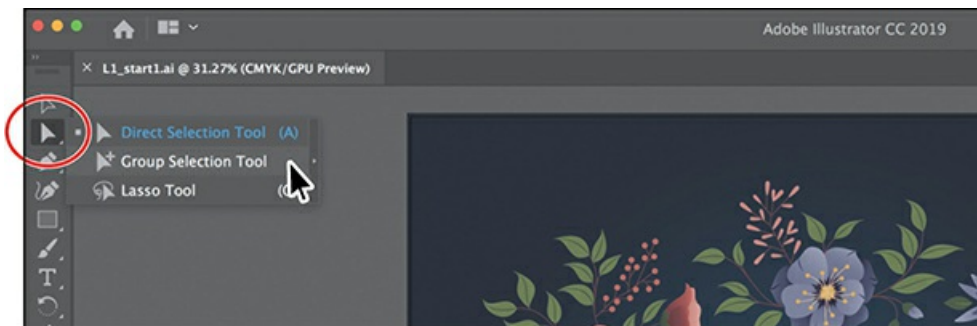 Adobe Illustrator CC 2019
× L1_start1.ai @ 31.27% (CMYK/GPU Preview)
Direct Selection Tool (A)
Group Selection Tool
Lasso Tool